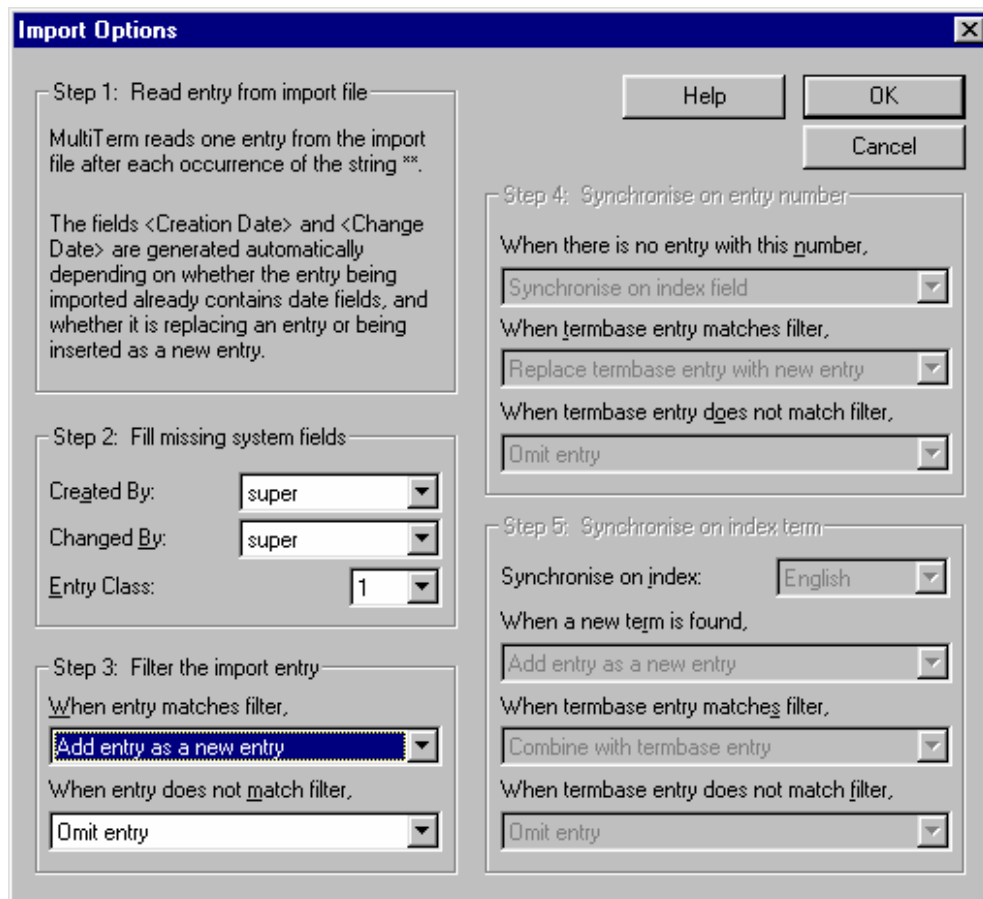 Import Options
Step 1: Read entry from import file
MultiTerm reads one entry from the import
file after each occurrence of the string **.
The fields <Creation Date> and <Change
Date> are generated automatically
depending on whether the entry being
imported already contains date fields, and
whether it is replacing an entry or being
inserted as a new entry.
Step 2: Fill missing system fields
Created By: super
Changed By: super
Entry Class: 1
Step 3: Filter the import entry
When entry matches filter,
Add entry as a new entry
When entry does not match filter,
Omit entry
Help
OK
Cancel
Step 4: Synchronise on entry number
When there is no entry with this number,
Synchronise on index field
When termbase entry matches filter,
Replace termbase entry with new entry
When termbase entry does not match filter,
Omit entry
Step 5: Synchronise on index term
Synchronise on index: English
When a new term is found,
Add entry as a new entry
When termbase entry matches filter,
Combine with termbase entry
When termbase entry does not match filter,
Omit entry